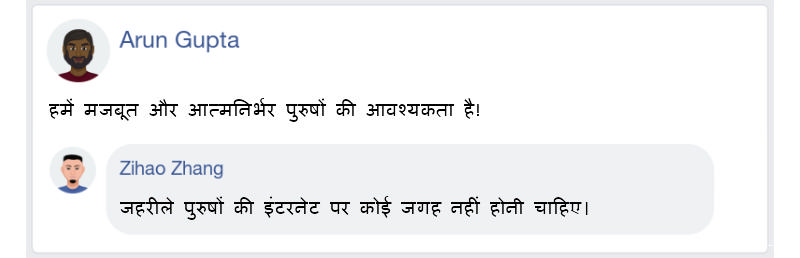 Arun Gupta
हमें मजबूत और आत्मनिर्भर पुरुषों की आवश्यकता है!
Zihao Zhang
जहरीले पुरुषों की इंटरनेट पर कोई जगह नहीं होनी चाहिए।